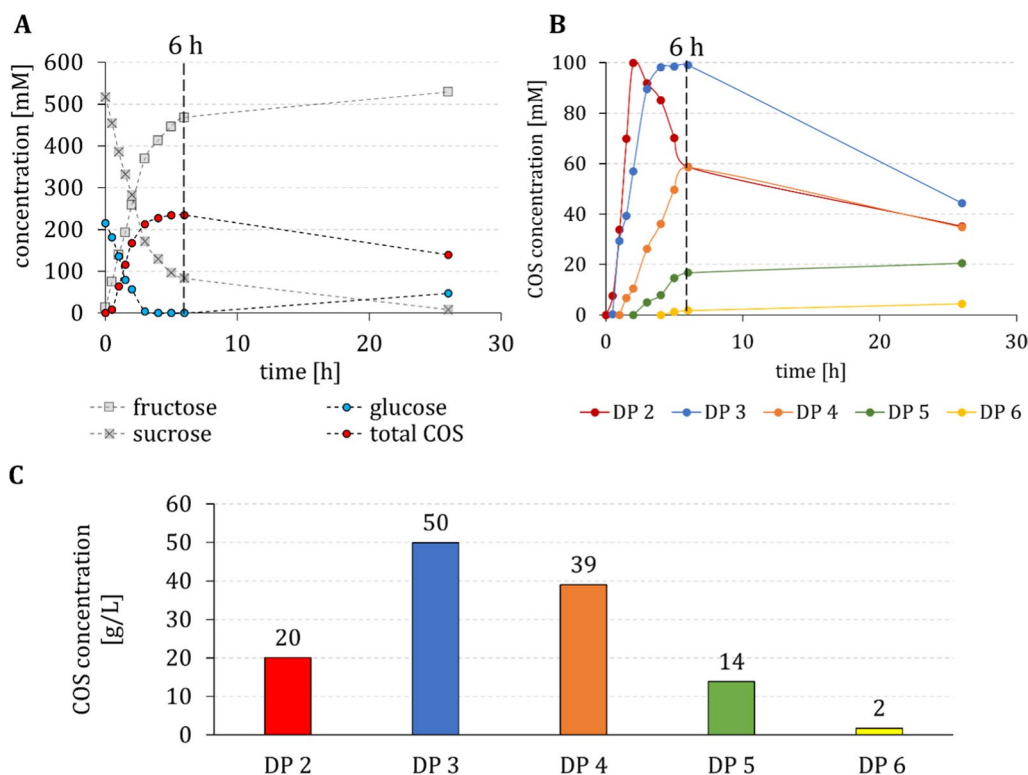 A
6 h
600
500
400
300
200
100
0
concentration [mM]
0
10
20
30
time [h]
fructose
glucose
sucrose
total COS
B
6 h
100
80
60
40
20
0
COS concentration [mM]
0
10
20
30
time [h]
DP 2
DP 3
DP 4
DP 5
DP 6
C
60
50
40
30
20
10
0
COS concentration
[g/L]
20
50
39
14
2
DP 2
DP 3
DP 4
DP 5
DP 6